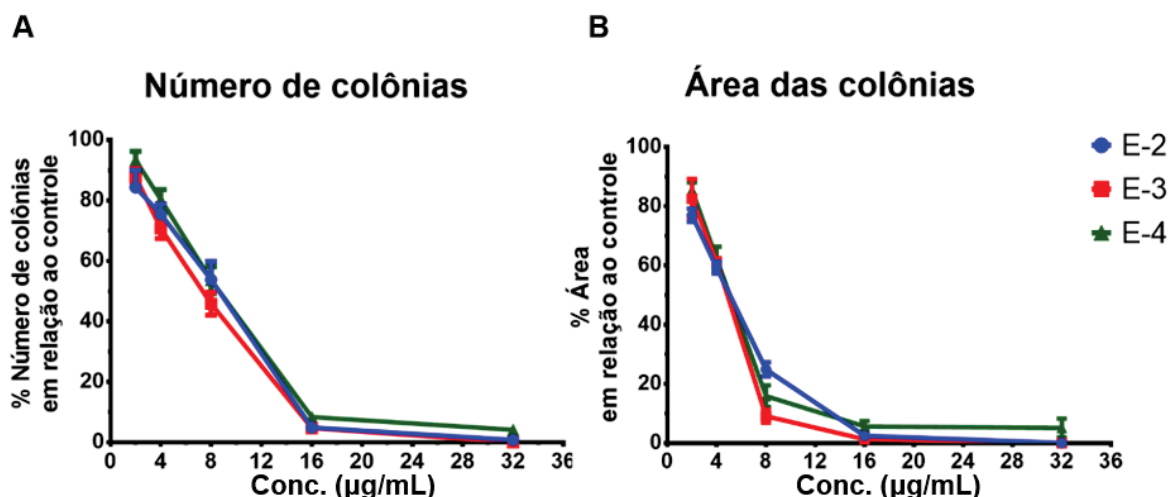 A
Número de colônias
% Número de colônias
em relação ao controle
100
80
60
40
20
0
0 4 8 12 16 20 24 28 32 36
Conc. (µg/mL)
B
Área das colônias
% Área
em relação ao controle
100
80
60
40
20
0
0 4 8 12 16 20 24 28 32 36
Conc. (µg/mL)
E-2
E-3
E-4